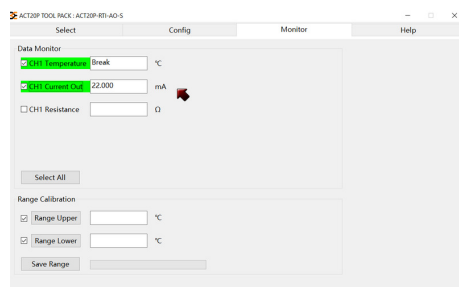 ACT20P TOOL PACK : ACT20P-RTI-AO-S
Select Config Monitor Help
Data Monitor
CH1 Temperature Break °C
CH1 Current Out 22.000 mA
CH1 Resistance Ω
Select All
Range Calibration
Range Upper °C
Range Lower °C
Save Range